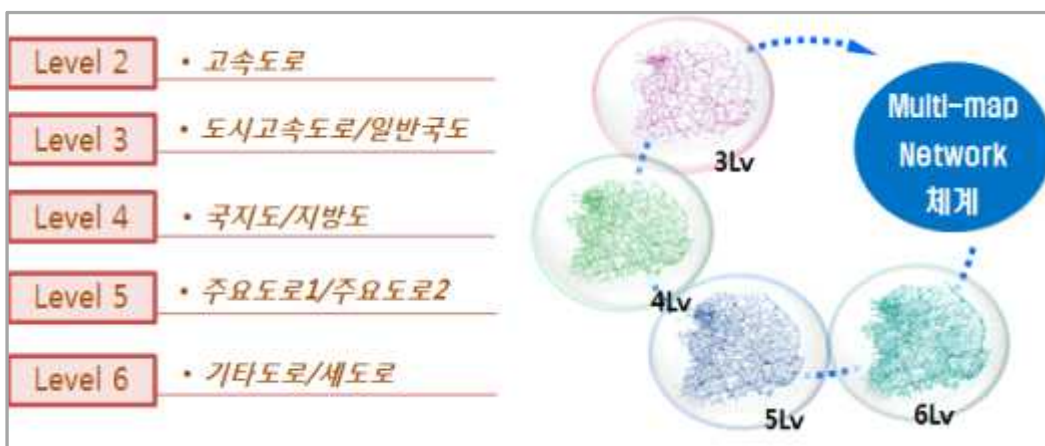 Level 2
• 고속도로
Level 3
• 도시고속도로/일반국도
Level 4
• 국지도/지방도
Level 5
• 주요도로1/주요도로2
Level 6
• 기타도로/세도로
3Lv
4Lv
5Lv
6Lv
Multi-map
Network
체계